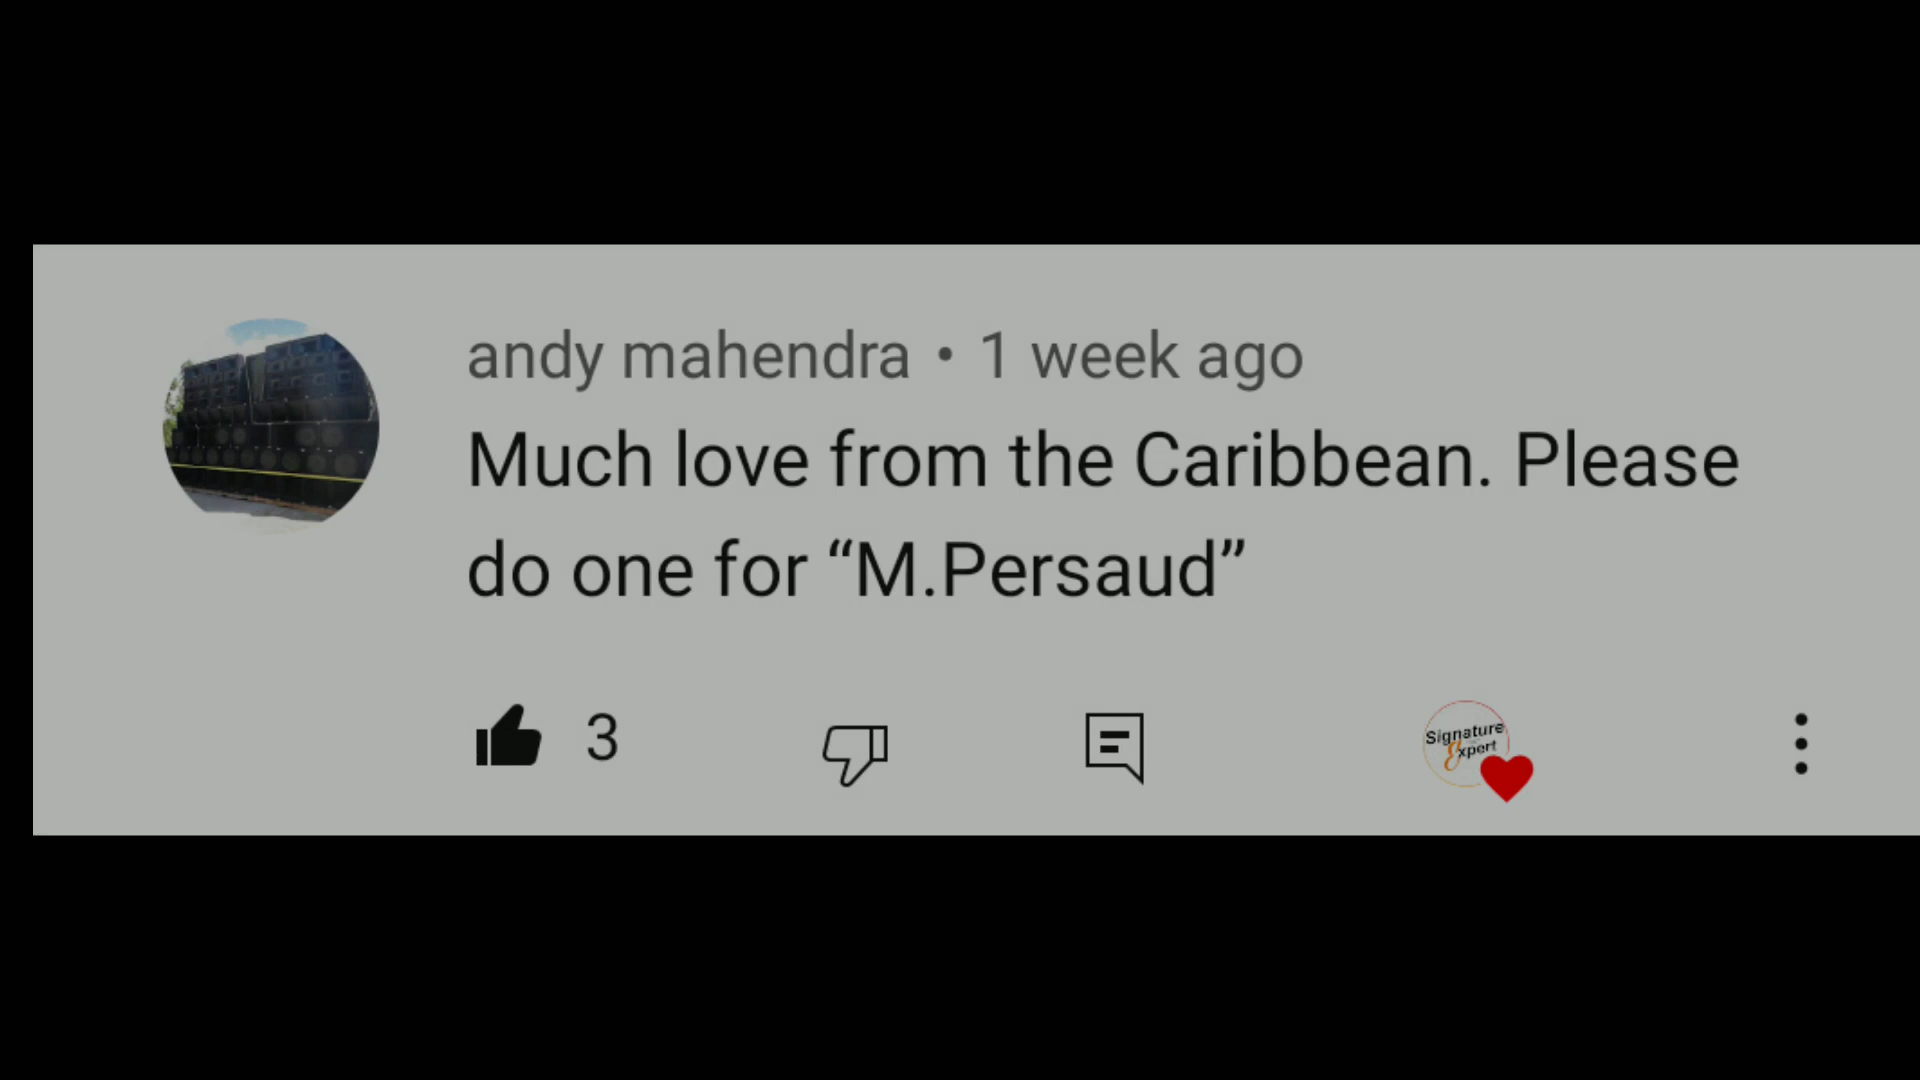 andy mahendra • 1 week ago
Much love from the Caribbean. Please
do one for “M.Persaud”
3
Signature
Expert